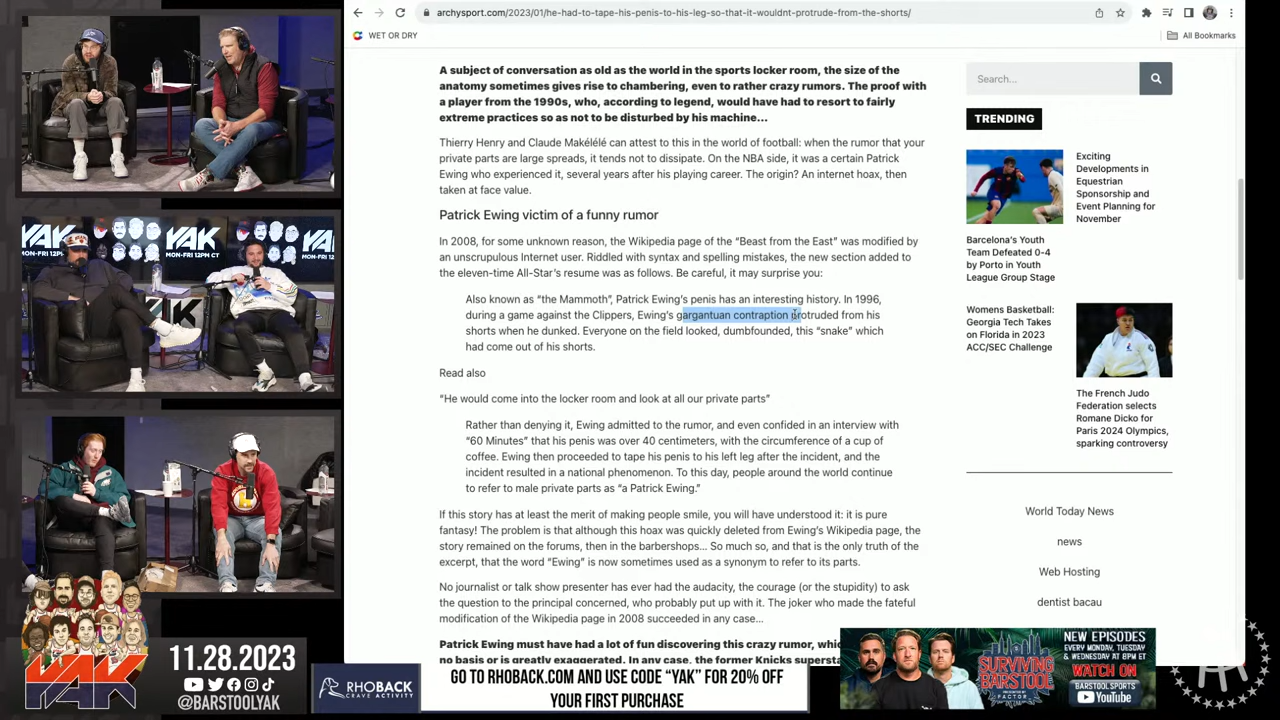 archysport.com/2023/01/he-had-to-tape-his-penis-to-his-leg-so-that-it-wouldnt-protrude-from-the-shorts/
WET OR DRY
All Bookmarks
A subject of conversation as old as the world in the sports locker room, the size of the
anatomy sometimes gives rise to chambering, even to rather crazy rumors. The proof with
a player from the 1990s, who, according to legend, would have had to resort to fairly
extreme practices so as not to be disturbed by his machine…
Thierry Henry and Claude Makélélé can attest to this in the world of football: when the rumor that your
private parts are large spreads, it tends not to dissipate. On the NBA side, it was a certain Patrick
Ewing who experienced it, several years after his playing career. The origin? An internet hoax, then
taken at face value.
Patrick Ewing victim of a funny rumor
In 2008, for some unknown reason, the Wikipedia page of the “Beast from the East” was modified by
an unscrupulous Internet user. Riddled with syntax and spelling mistakes, the new section added to
the eleven-time All-Star’s resume was as follows. Be careful, it may surprise you:
Also known as “the Mammoth”, Patrick Ewing’s penis has an interesting history. In 1996,
during a game against the Clippers, Ewing’s gargantuan contraption protruded from his
shorts when he dunked. Everyone on the field looked, dumbfounded, this “snake” which
had come out of his shorts.
Read also
“He would come into the locker room and look at all our private parts”
Rather than denying it, Ewing admitted to the rumor, and even confided in an interview with
“60 Minutes” that his penis was over 40 centimeters, with the circumference of a cup of
coffee. Ewing then proceeded to tape his penis to his left leg after the incident, and the
incident resulted in a national phenomenon. To this day, people around the world continue
to refer to male private parts as “a Patrick Ewing.”
If this story has at least the merit of making people smile, you will have understood it: it is pure
fantasy! The problem is that although this hoax was quickly deleted from Ewing’s Wikipedia page, the
story remained on the forums, then in the barbershops… So much so, and that is the only truth of the
excerpt, that the word “Ewing” is now sometimes used as a synonym to refer to its parts.
No journalist or talk show presenter has ever had the audacity, the courage (or the stupidity) to ask
the question to the principal concerned, who probably put up with it. The joker who made the fateful
modification of the Wikipedia page in 2008 succeeded in any case…
Patrick Ewing must have had a lot of fun discovering this crazy rumor,
no basis or is greatly exaggerated. In any case, the former Knicks
Search...
TRENDING
Exciting
Developments in
Equestrian
Sponsorship and
Event Planning for
November
Barcelona's Youth
Team Defeated 0-4
by Porto in Youth
League Group Stage
Womens Basketball:
Georgia Tech Takes
on Florida in 2023
ACC/SEC Challenge
The French Judo
Federation selects
Romane Dicko for
Paris 2024 Olympics,
sparking controversy
World Today News
news
Web Hosting
dentist bacau
YAK
YAK
YAK
11.28.2023
@BARSTOOLYAK
RHOBACK
CRAVE ACTIVITY
GO TO RHOBACK.COM AND USE CODE “YAK” FOR 20% OFF
YOUR FIRST PURCHASE
SURVIVING
BARSTOOL
PRESENTED BY
FACTOR
NEW EPISODES
EVERY MONDAY, TUESDAY
& WEDNESDAY AT 8PM ET
WATCH ON
BARSTOOL SPORTS
YouTube